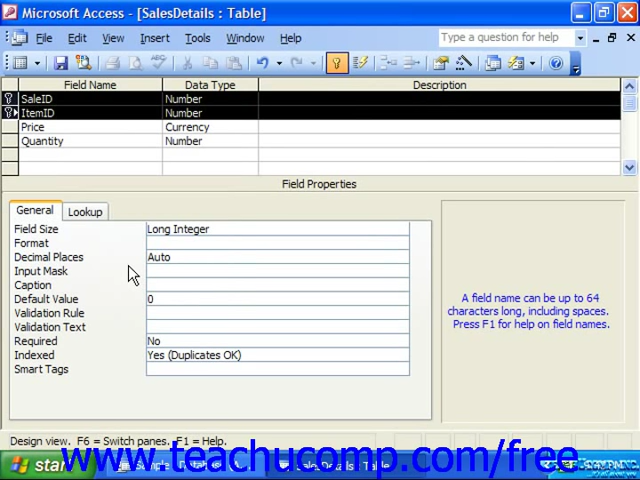 Microsoft Access - [SalesDetails : Table]
File Edit View Insert Tools Window Help Type a question for help
Field Name Data Type Description
SaleID Number
ItemID Number
Price Currency
Quantity Number
Field Properties
General Lookup
Field Size Long Integer
Format
Decimal Places Auto
Input Mask
Caption
Default Value 0
Validation Rule
Validation Text
Required No
Indexed Yes (Duplicates OK)
Smart Tags
A field name can be up to 64
characters long, including spaces.
Press F1 for help on field names.
Design view. F6 = Switch panes. F1 = Help.
www.teachucomp.com/free
start